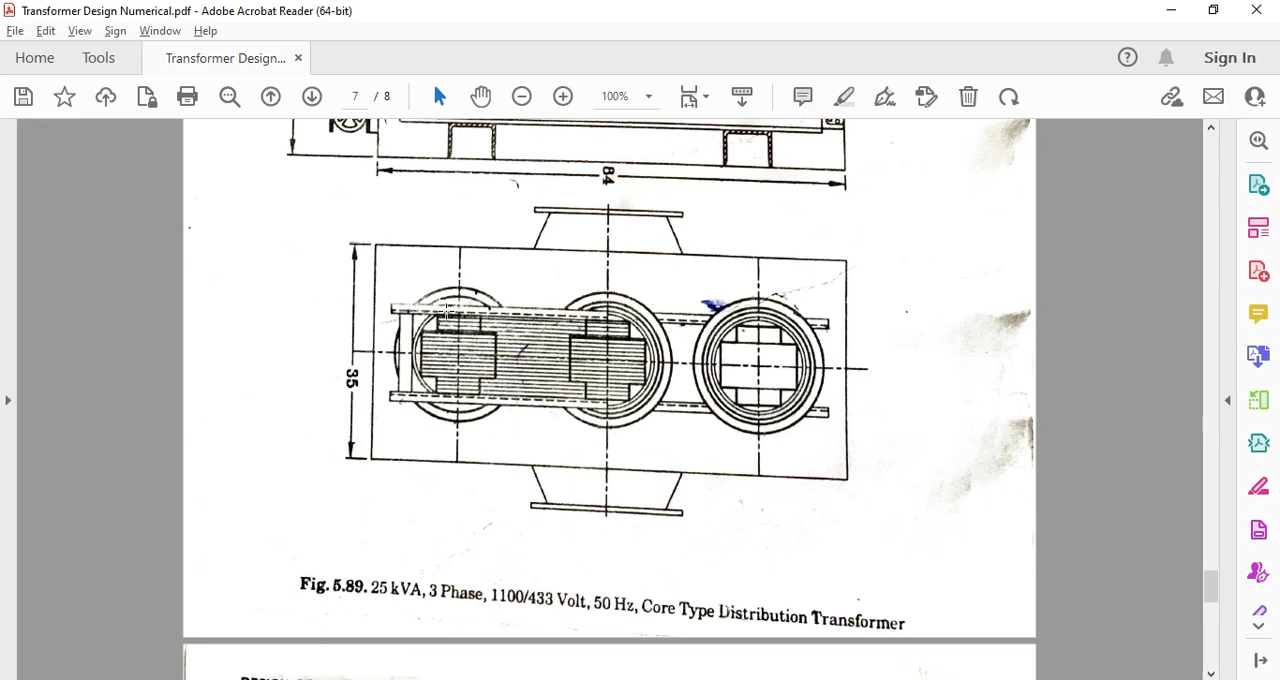 Transformer Design Numerical.pdf - Adobe Acrobat Reader (64-bit)
File Edit View Sign Window Help
Home Tools Transformer Design... × Sign In
7 / 8 100%
84
35
Fig. 5.89. 25 kVA, 3 Phase, 1100/433 Volt, 50 Hz, Core Type Distribution Transformer